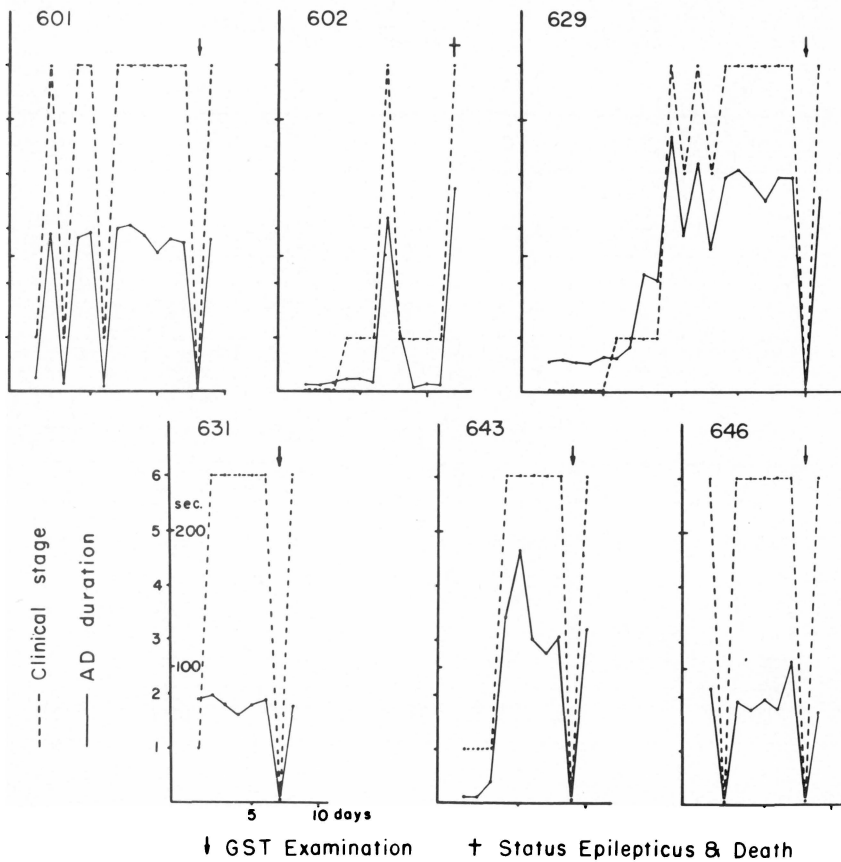 601
602
629
631
643
646
6
sec.
5
200
4
3
100
2
1
5
10 days
---- Clinical stage
—— AD duration
↓ GST Examination
† Status Epilepticus & Death